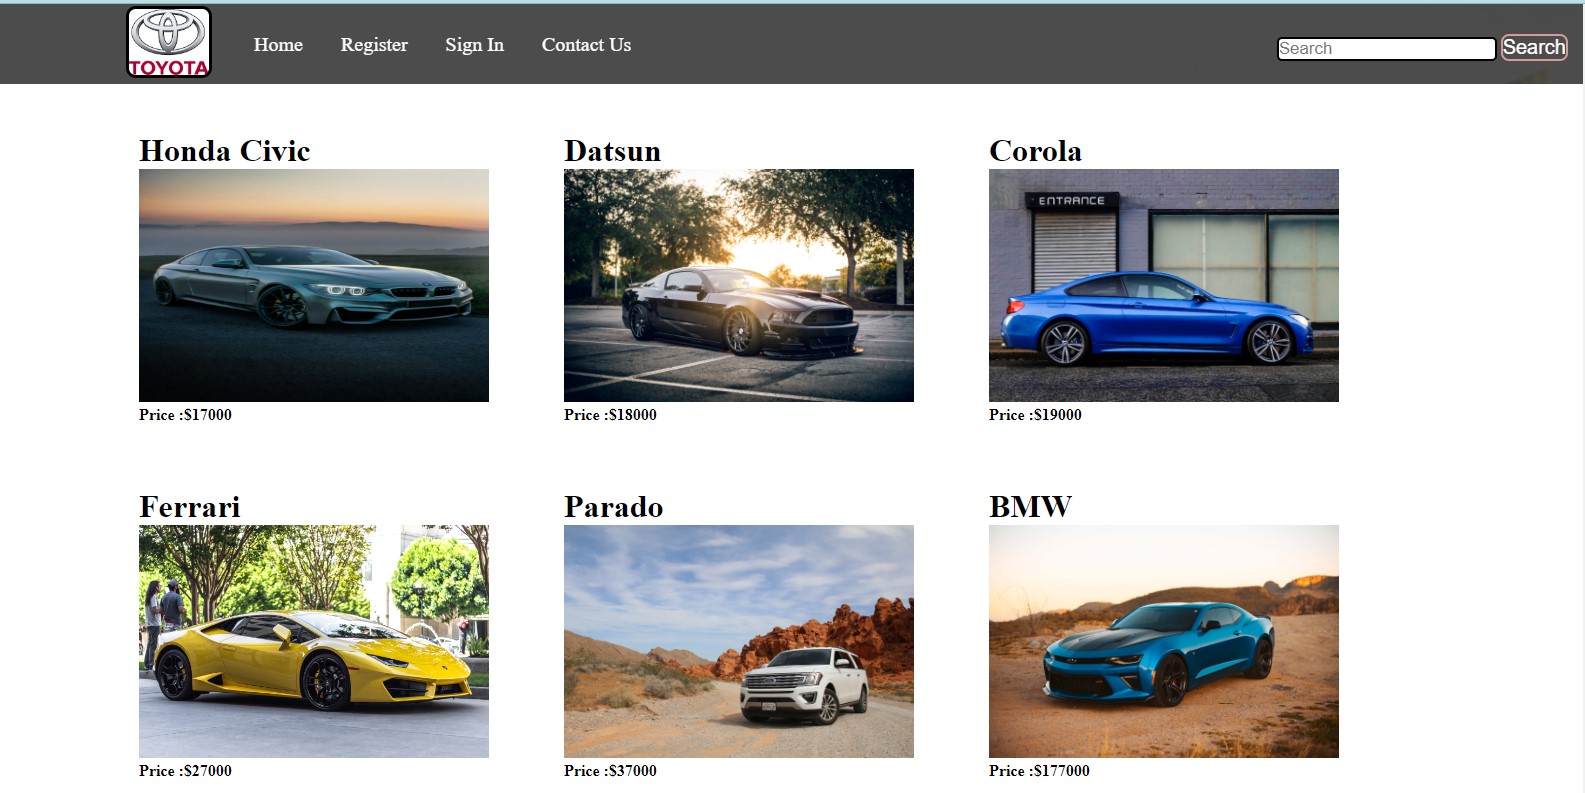 TOYOTA
Home Register Sign In Contact Us
Search Search
Honda Civic Datsun Corola
ENTRANCE
Price :$17000 Price :$18000 Price :$19000
Ferrari Parado BMW
Price :$27000 Price :$37000 Price :$177000